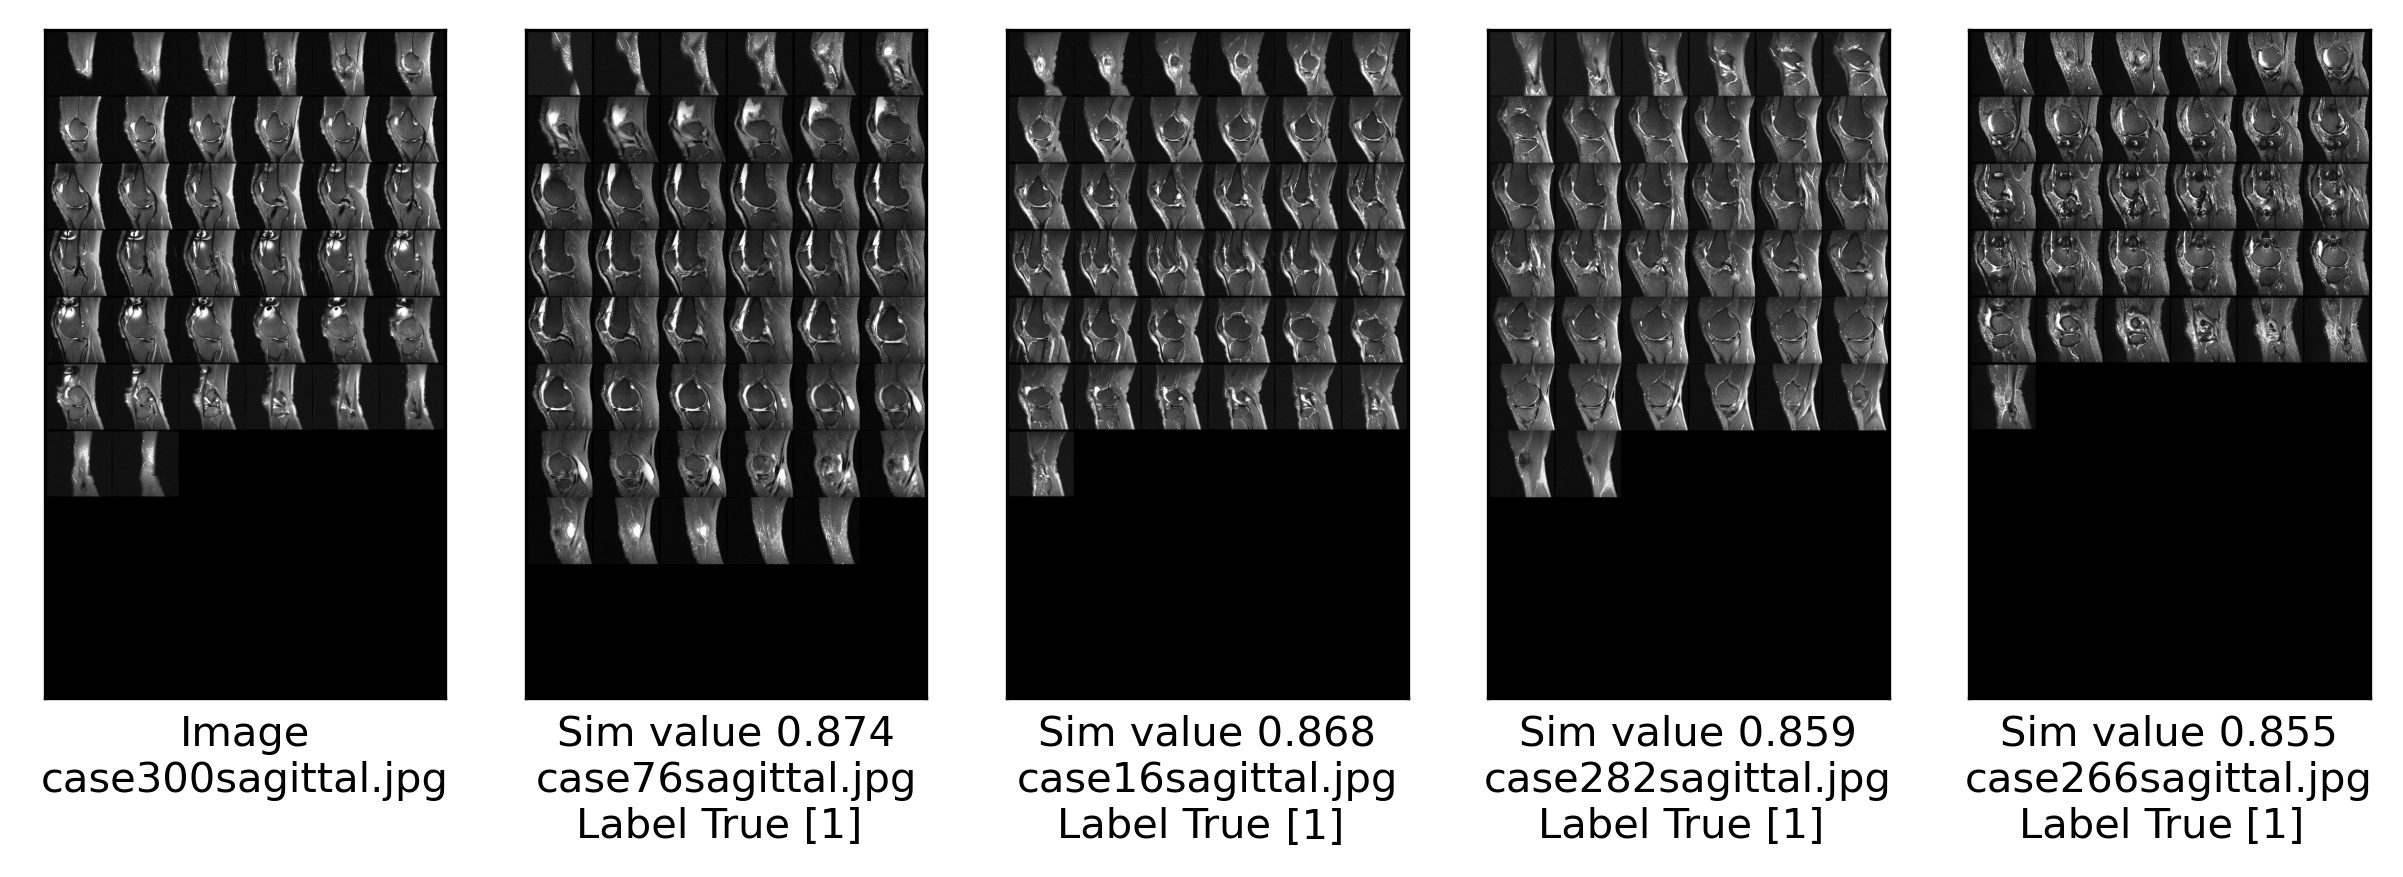 Image
case300sagittal.jpg
Sim value 0.874
case76sagittal.jpg
Label True [1]
Sim value 0.868
case16sagittal.jpg
Label True [1]
Sim value 0.859
case282sagittal.jpg
Label True [1]
Sim value 0.855
case266sagittal.jpg
Label True [1]